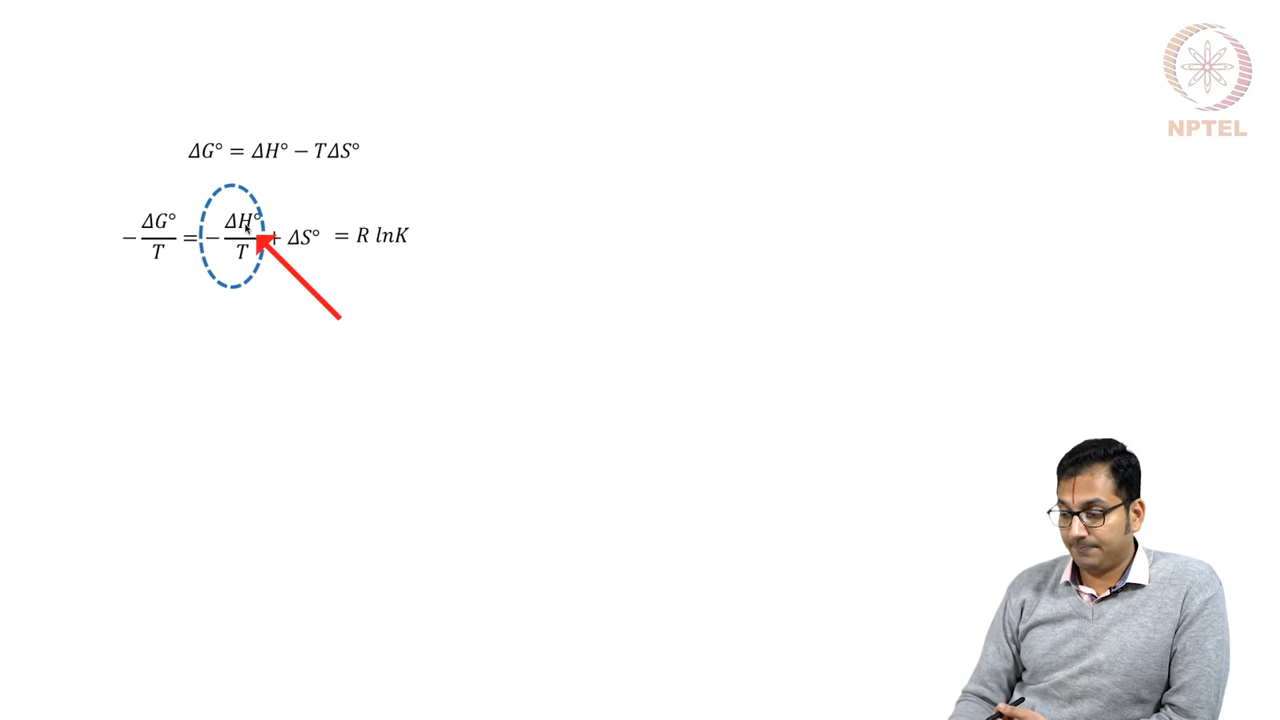 NPTEL
ΔG° = ΔH° − TΔS°
− ΔG°/T = − ΔH°/T + ΔS° = R lnK